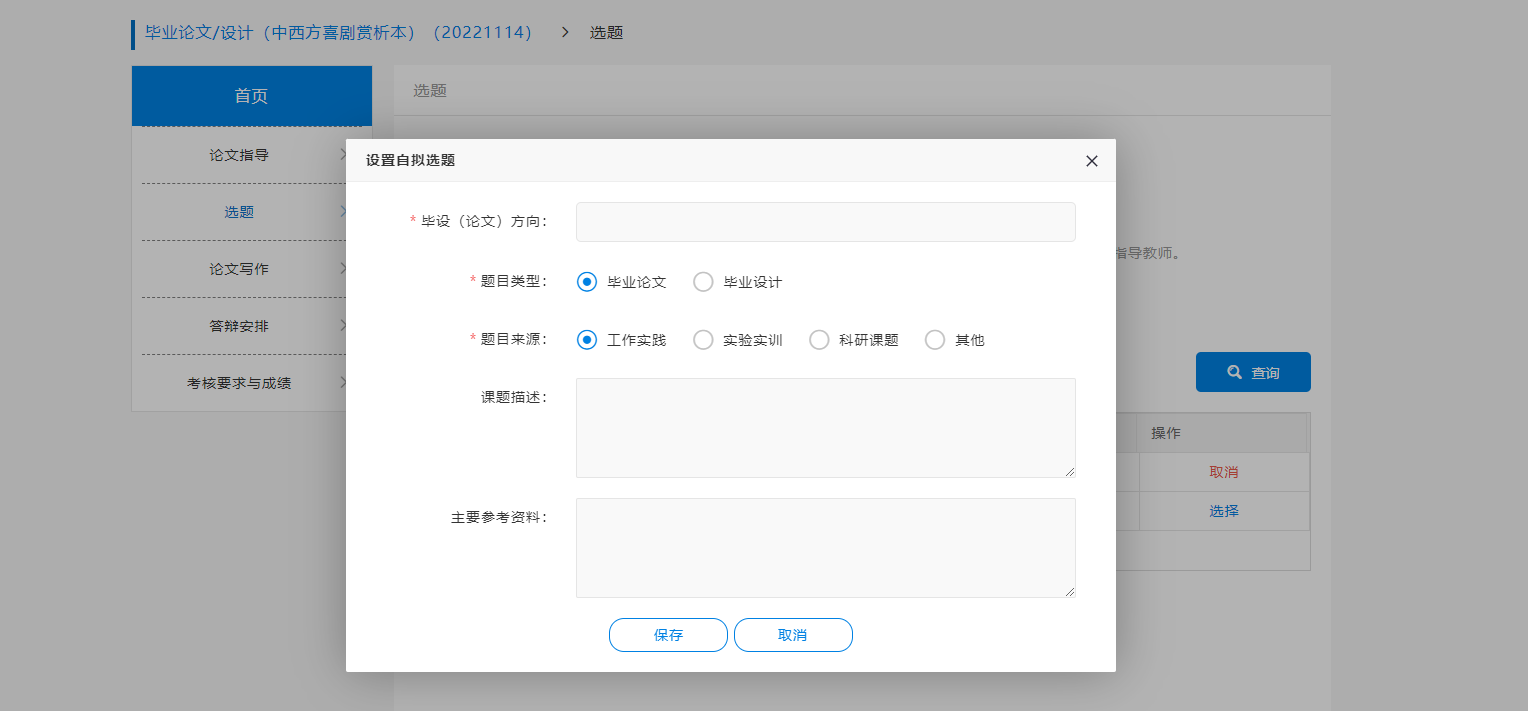 毕业论文/设计（中西方喜剧赏析本）（20221114） > 选题
首页
论文指导
选题
论文写作
答辩安排
考核要求与成绩
选题
指导教师。
查询
操作
取消
选择
设置自拟选题
* 毕设（论文）方向：
* 题目类型： 毕业论文 毕业设计
* 题目来源： 工作实践 实验实训 科研课题 其他
课题描述：
主要参考资料：
保存 取消